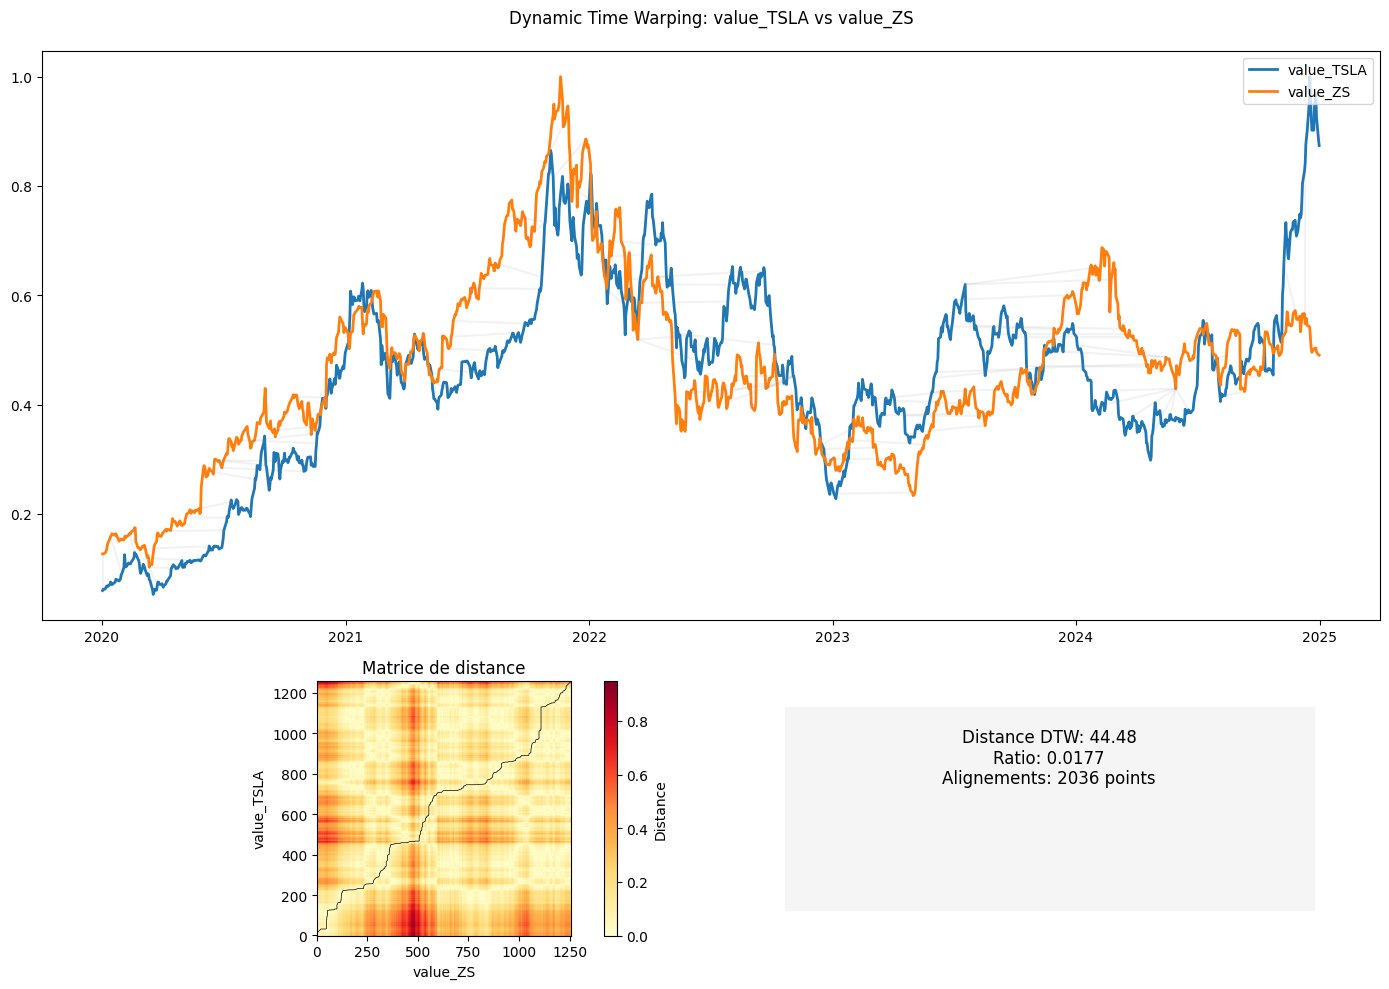 Dynamic Time Warping: value_TSLA vs value_ZS
value_TSLA
value_ZS
1.0
0.8
0.6
0.4
0.2
2020 2021 2022 2023 2024 2025
Matrice de distance
1200
1000
800
600
400
200
0
value_TSLA
0 250 500 750 1000 1250
value_ZS
0.8
0.6
0.4
0.2
0.0
Distance
Distance DTW: 44.48
Ratio: 0.0177
Alignements: 2036 points